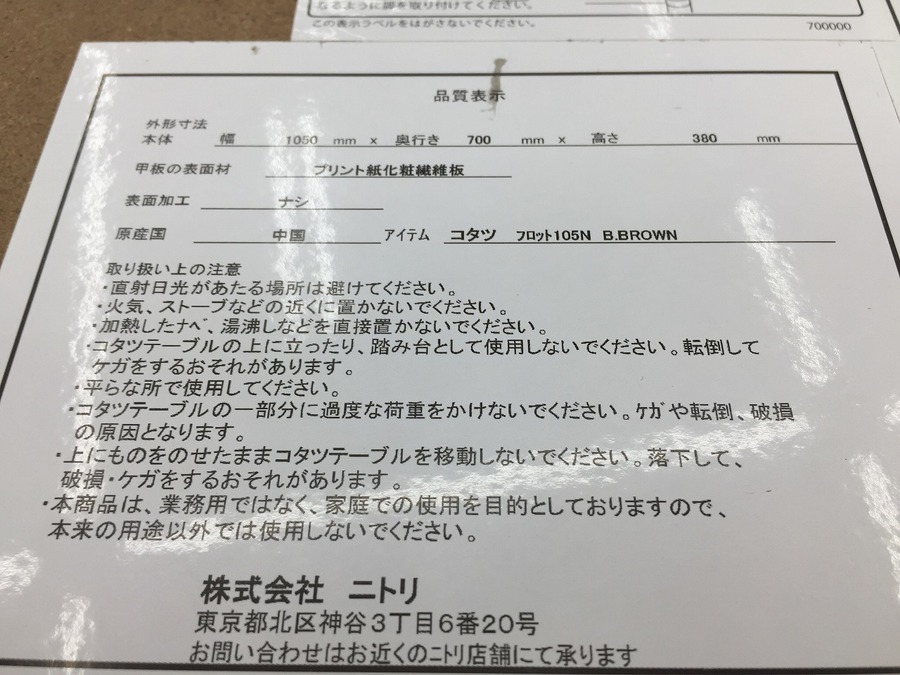 なるように脚を取り付けてください。
この表示ラベルをはがさないでください。
700000
品質表示
外形寸法
本体 幅 1050 mm × 奥行き 700 mm × 高さ 380 mm
甲板の表面材 プリント紙化粧繊維板
表面加工 ナシ
原産国 中国 アイテム コタツ フロット105N B.BROWN
取り扱い上の注意
・直射日光があたる場所は避けてください。
・火気、ストーブなどの近くに置かないでください。
・加熱したナベ、湯沸しなどを直接置かないでください。
・コタツテーブルの上に立ったり、踏み台として使用しないでください。転倒して
ケガをするおそれがあります。
・平らな所で使用してください。
・コタツテーブルの一部分に過度な荷重をかけないでください。ケガや転倒、破損
の原因となります。
・上にものをのせたままコタツテーブルを移動しないでください。落下して、
破損・ケガをするおそれがあります。
・本商品は、業務用ではなく、家庭での使用を目的としておりますので、
本来の用途以外では使用しないでください。
株式会社 ニトリ
東京都北区神谷3丁目6番20号
お問い合わせはお近くのニトリ店舗にて承ります